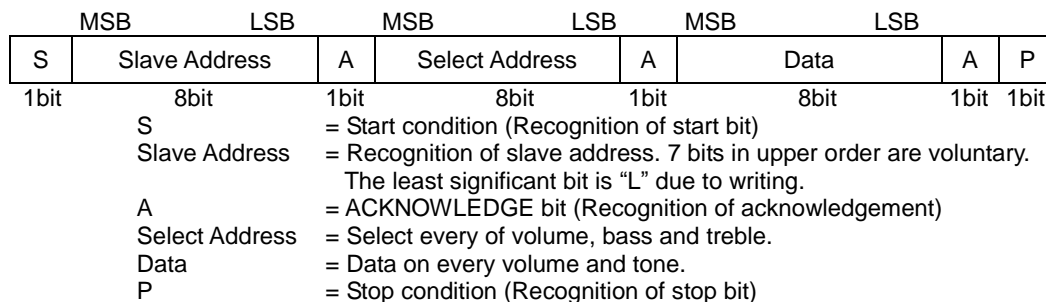 MSB LSB MSB LSB MSB LSB
S Slave Address A Select Address A Data A P
1bit 8bit 1bit 8bit 1bit 8bit 1bit 1bit
S = Start condition (Recognition of start bit)
Slave Address = Recognition of slave address. 7 bits in upper order are voluntary.
The least significant bit is “L” due to writing.
A = ACKNOWLEDGE bit (Recognition of acknowledgement)
Select Address = Select every of volume, bass and treble.
Data = Data on every volume and tone.
P = Stop condition (Recognition of stop bit)